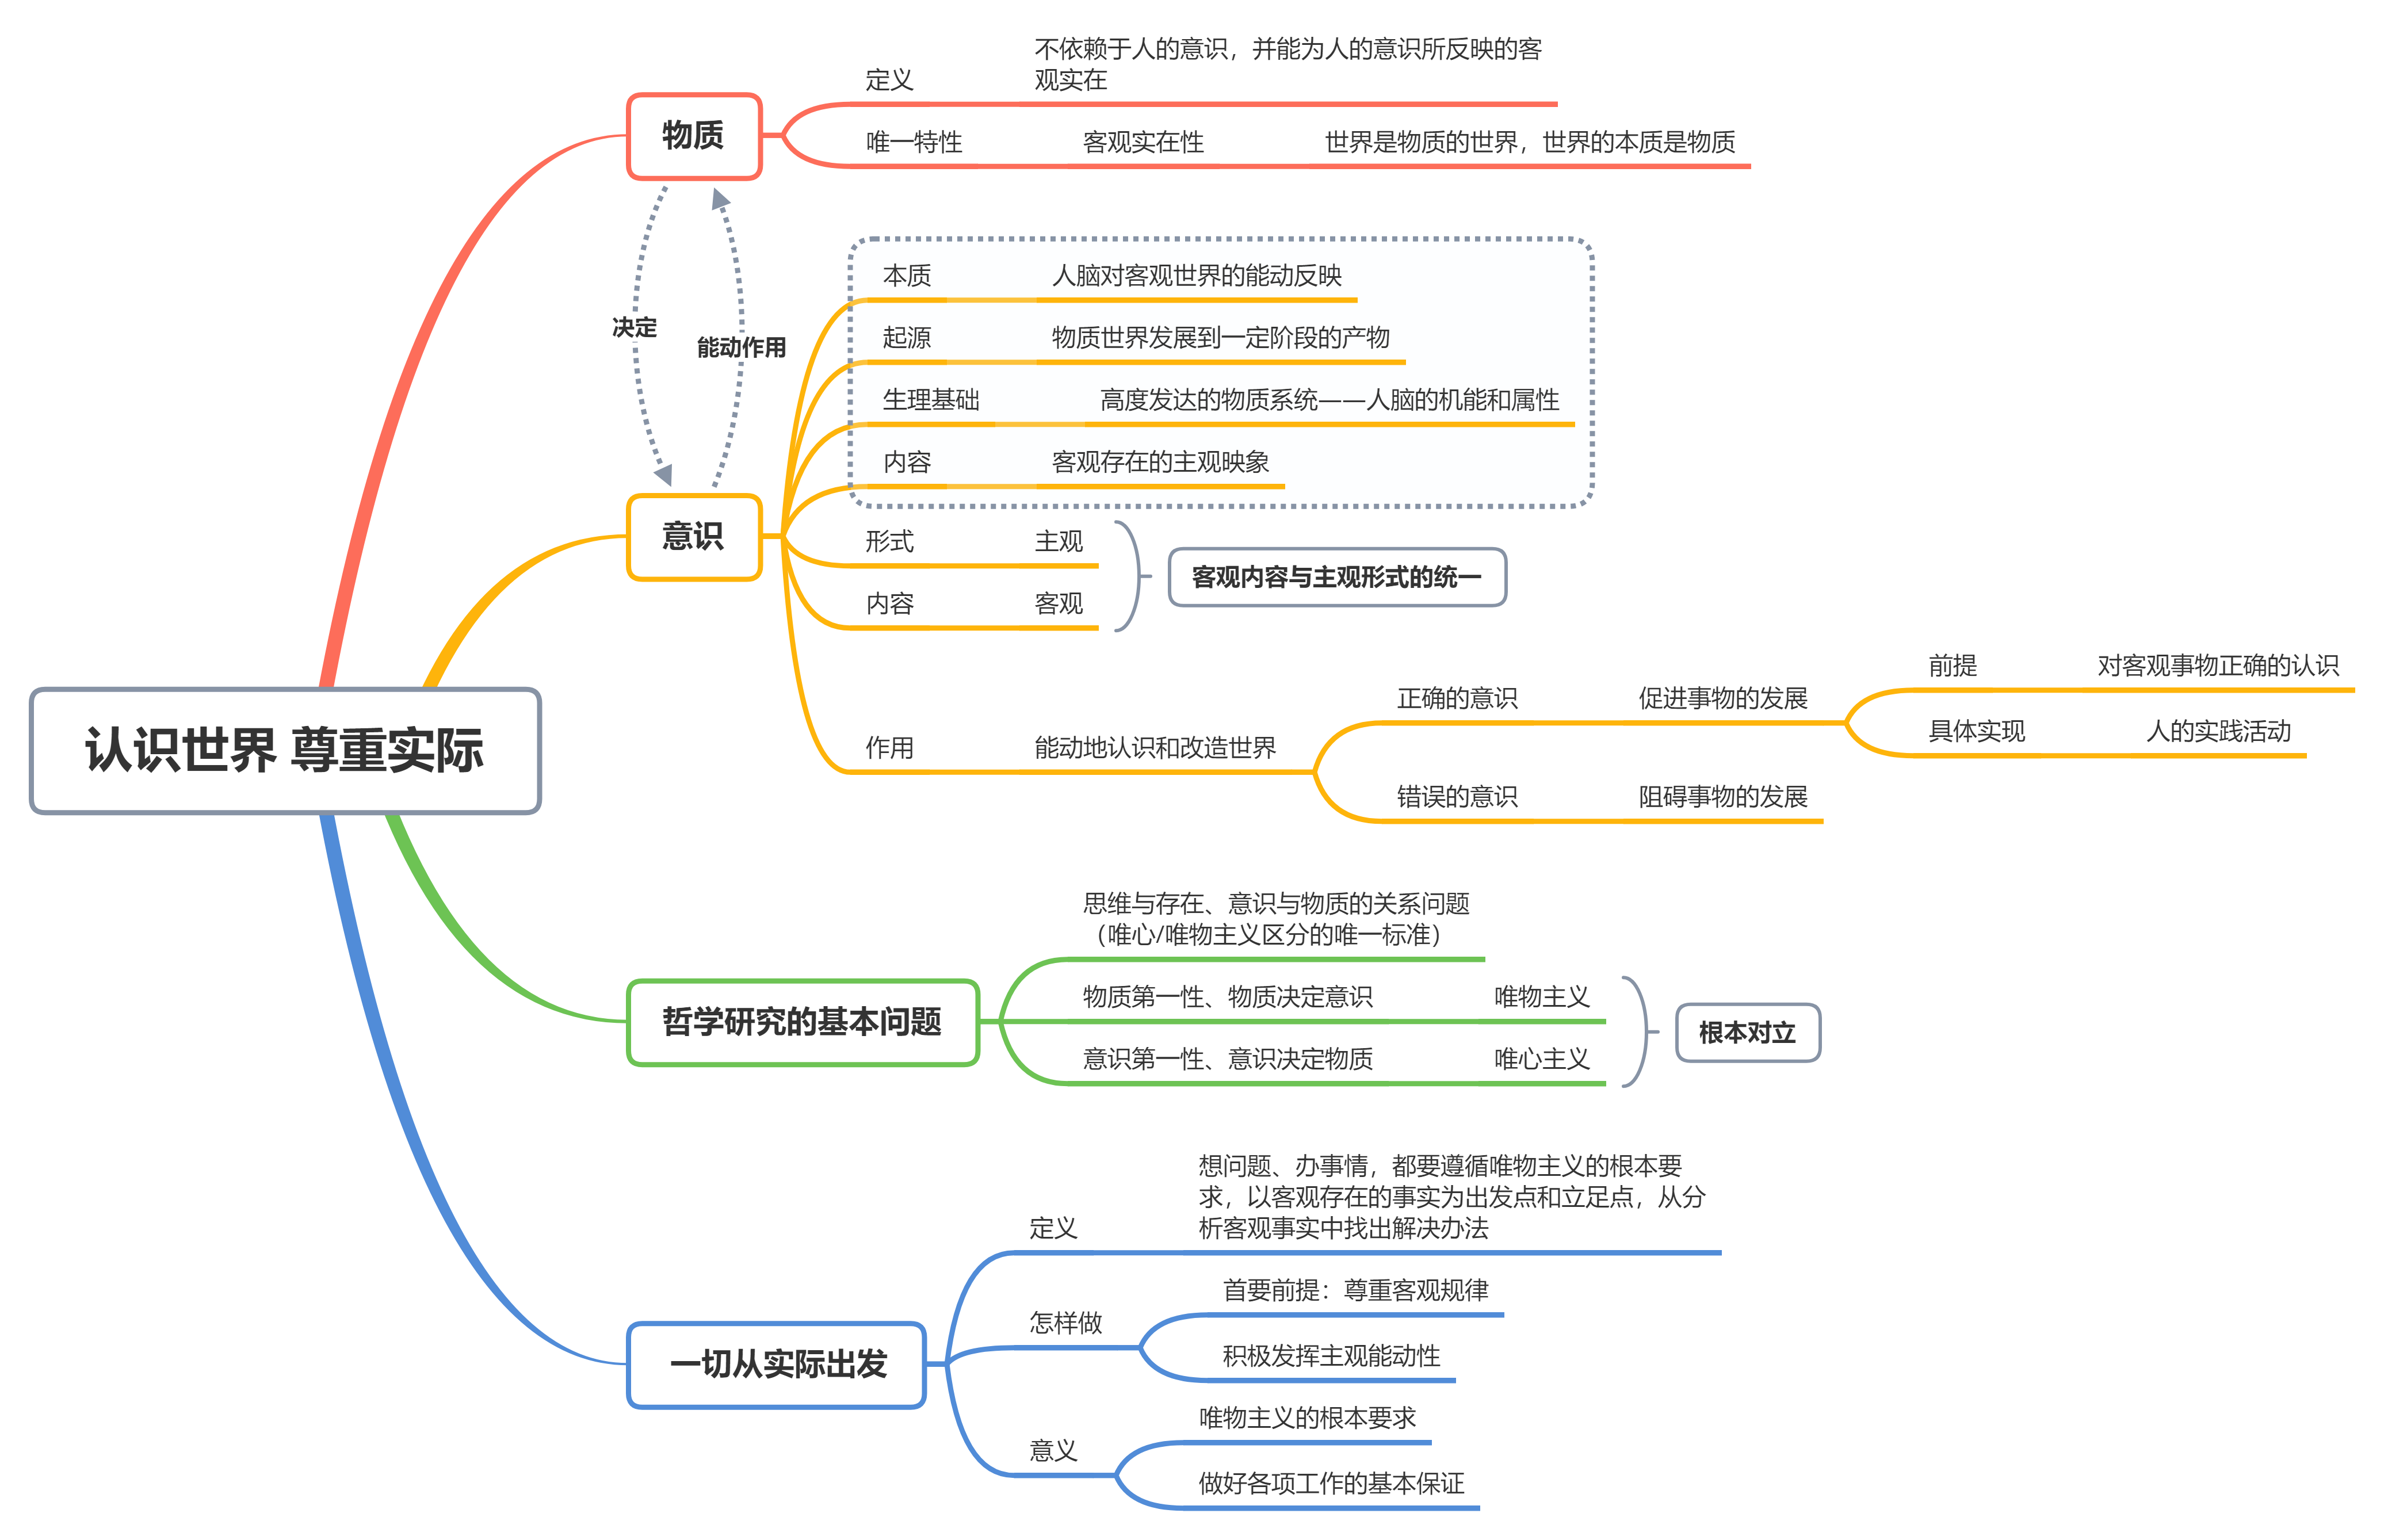 认识世界 尊重实际
物质
定义
不依赖于人的意识，并能为人的意识所反映的客
观实在
唯一特性
客观实在性
世界是物质的世界，世界的本质是物质
决定
能动作用
意识
本质
人脑对客观世界的能动反映
起源
物质世界发展到一定阶段的产物
生理基础
高度发达的物质系统——人脑的机能和属性
内容
客观存在的主观映象
形式
主观
内容
客观
客观内容与主观形式的统一
作用
能动地认识和改造世界
正确的意识
促进事物的发展
前提
对客观事物正确的认识
具体实现
人的实践活动
错误的意识
阻碍事物的发展
哲学研究的基本问题
思维与存在、意识与物质的关系问题
（唯心/唯物主义区分的唯一标准）
物质第一性、物质决定意识
唯物主义
意识第一性、意识决定物质
唯心主义
根本对立
一切从实际出发
定义
想问题、办事情，都要遵循唯物主义的根本要
求，以客观存在的事实为出发点和立足点，从分
析客观事实中找出解决办法
怎样做
首要前提：尊重客观规律
积极发挥主观能动性
意义
唯物主义的根本要求
做好各项工作的基本保证